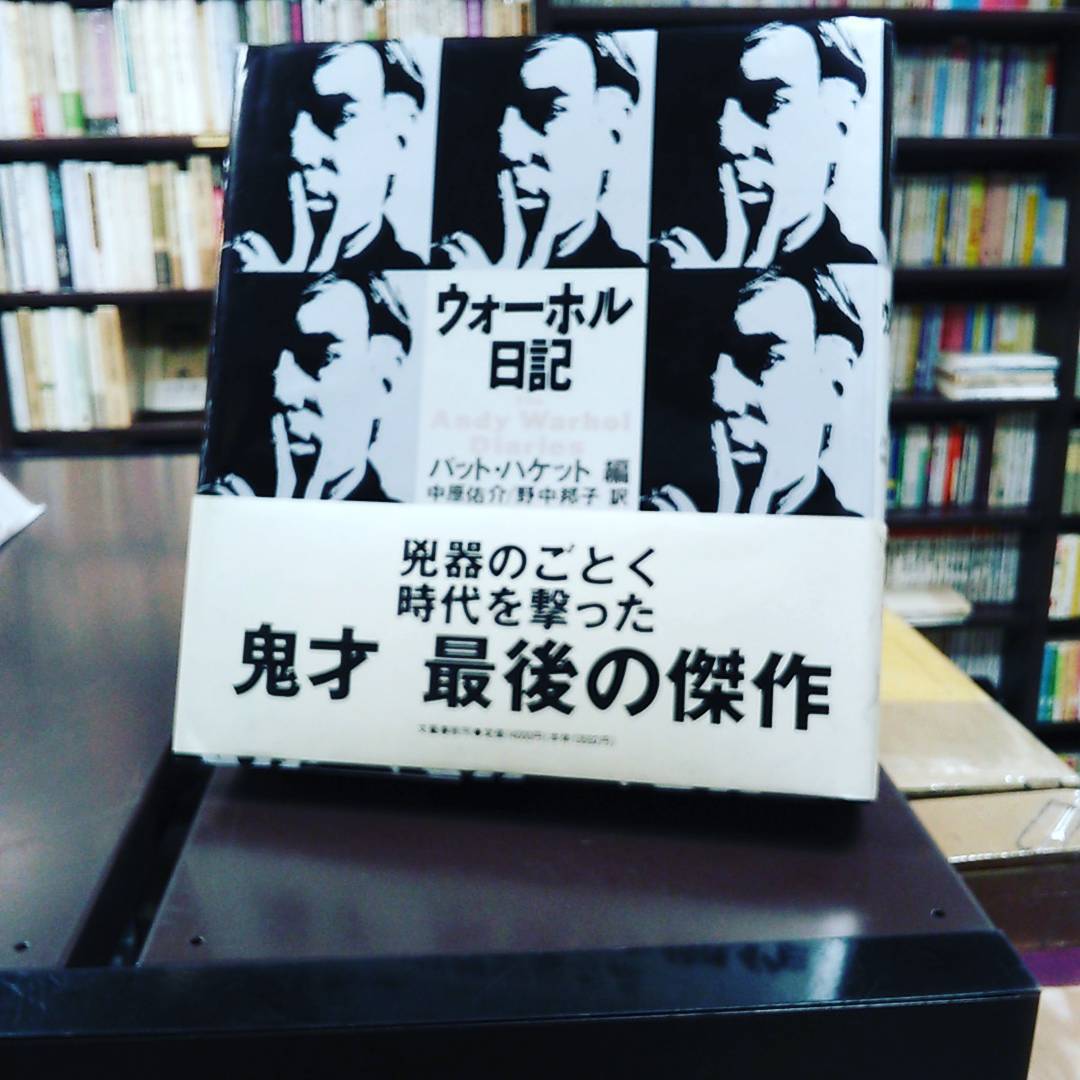 ウォーホル
日記
The
Andy Warhol
Diaries
パット・ハケット 編
中原佑介/野中邦子 訳
兇器のごとく
時代を撃った
鬼才 最後の傑作